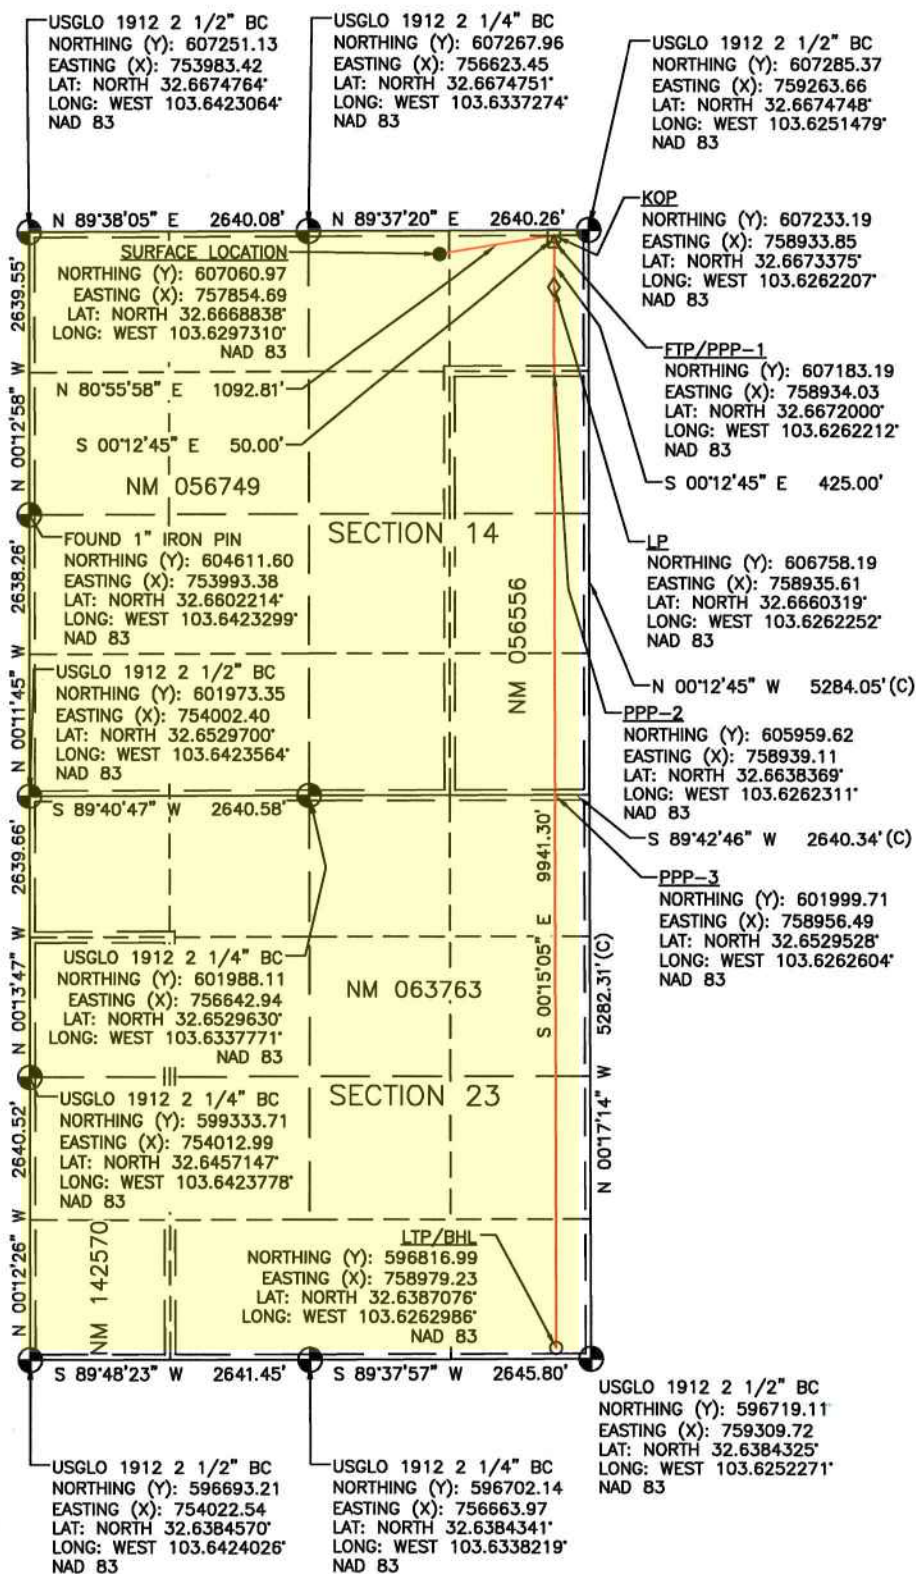 USGLO 1912 2 1/2" BC
NORTHING (Y): 607251.13
EASTING (X): 753983.42
LAT: NORTH 32.6674764°
LONG: WEST 103.6423064°
NAD 83
USGLO 1912 2 1/4" BC
NORTHING (Y): 607267.96
EASTING (X): 756623.45
LAT: NORTH 32.6674751°
LONG: WEST 103.6337274°
NAD 83
USGLO 1912 2 1/2" BC
NORTHING (Y): 607285.37
EASTING (X): 759263.66
LAT: NORTH 32.6674748°
LONG: WEST 103.6251479°
NAD 83
N 89°38'05" E 2640.08'
N 89°37'20" E 2640.26'
SURFACE LOCATION
NORTHING (Y): 607060.97
EASTING (X): 757854.69
LAT: NORTH 32.6668838°
LONG: WEST 103.6297310°
NAD 83
KOP
NORTHING (Y): 607233.19
EASTING (X): 758933.85
LAT: NORTH 32.6673375°
LONG: WEST 103.6262207°
NAD 83
N 00°12'58" W 2639.55'
FTP/PPP-1
NORTHING (Y): 607183.19
EASTING (X): 758934.03
LAT: NORTH 32.6672000°
LONG: WEST 103.6262212°
NAD 83
N 80°55'58" E 1092.81'
S 00°12'45" E 50.00'
S 00°12'45" E 425.00'
NM 056749
SECTION 14
NM 056556
FOUND 1" IRON PIN
NORTHING (Y): 604611.60
EASTING (X): 753993.38
LAT: NORTH 32.6602214°
LONG: WEST 103.6423299°
NAD 83
LP
NORTHING (Y): 606758.19
EASTING (X): 758935.61
LAT: NORTH 32.6660319°
LONG: WEST 103.6262252°
NAD 83
N 00°11'45" W 2638.26'
USGLO 1912 2 1/2" BC
NORTHING (Y): 601973.35
EASTING (X): 754002.40
LAT: NORTH 32.6529700°
LONG: WEST 103.6423564°
NAD 83
N 00°12'45" W 5284.05'(C)
PPP-2
NORTHING (Y): 605959.62
EASTING (X): 758939.11
LAT: NORTH 32.6638369°
LONG: WEST 103.6262311°
NAD 83
S 89°40'47" W 2640.58'
S 89°42'46" W 2640.34'(C)
PPP-3
NORTHING (Y): 601999.71
EASTING (X): 758956.49
LAT: NORTH 32.6529528°
LONG: WEST 103.6262604°
NAD 83
N 00°13'47" W 2639.66'
S 00°15'05" E 9941.30'
USGLO 1912 2 1/4" BC
NORTHING (Y): 601988.11
EASTING (X): 756642.94
LAT: NORTH 32.6529630°
LONG: WEST 103.6337771°
NAD 83
NM 063763
N 00°17'14" W 5282.31'(C)
SECTION 23
USGLO 1912 2 1/4" BC
NORTHING (Y): 599333.71
EASTING (X): 754012.99
LAT: NORTH 32.6457147°
LONG: WEST 103.6423778°
NAD 83
N 00°12'26" W 2640.52'
NM 142570
LTP/BHL
NORTHING (Y): 596816.99
EASTING (X): 758979.23
LAT: NORTH 32.6387076°
LONG: WEST 103.6262986°
NAD 83
S 89°48'23" W 2641.45'
S 89°37'57" W 2645.80'
USGLO 1912 2 1/2" BC
NORTHING (Y): 596719.11
EASTING (X): 759309.72
LAT: NORTH 32.6384325°
LONG: WEST 103.6252271°
NAD 83
USGLO 1912 2 1/2" BC
NORTHING (Y): 596693.21
EASTING (X): 754022.54
LAT: NORTH 32.6384570°
LONG: WEST 103.6424026°
NAD 83
USGLO 1912 2 1/4" BC
NORTHING (Y): 596702.14
EASTING (X): 756663.97
LAT: NORTH 32.6384341°
LONG: WEST 103.6338219°
NAD 83